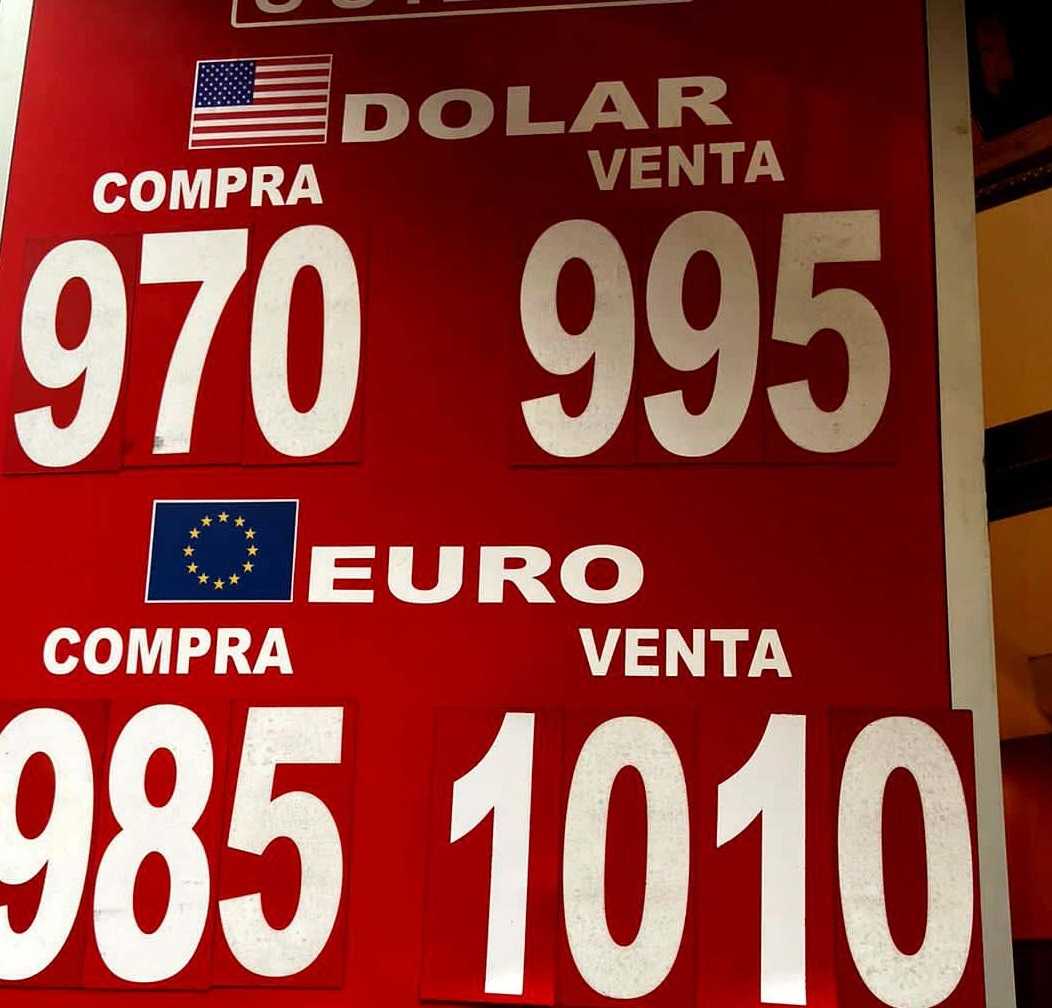 DOLAR
COMPRA VENTA
970 995
EURO
COMPRA VENTA
985 1010